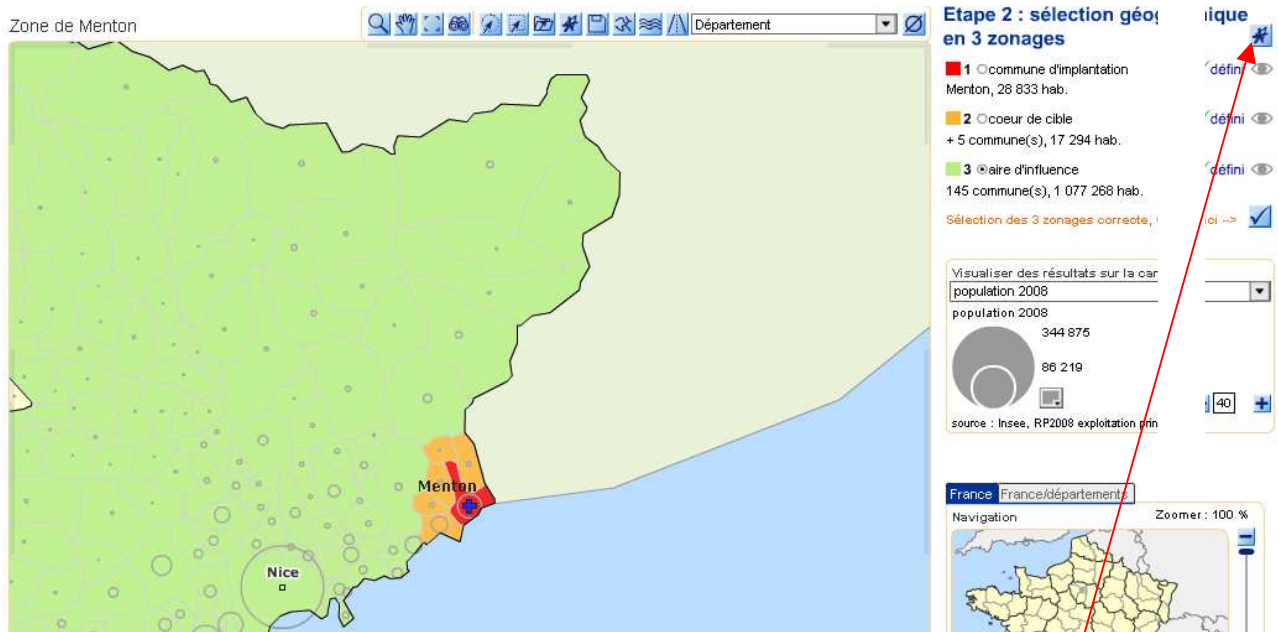 Zone de Menton
Département
Etape 2 : sélection géog iique
en 3 zonages
1 commune d'implantation défini
Menton, 28 833 hab.
2 coeur de cible défini
+ 5 commune(s), 17 294 hab.
3 aire d'influence défini
145 commune(s), 1 077 268 hab.
Sélection des 3 zonages correcte, -->
Visualiser des résultats sur la car
population 2008
population 2008
344 875
86 219
40
source : Insee, RP2008 exploitation prin
France France/départements
Navigation Zoomer : 100 %
Menton
Nice